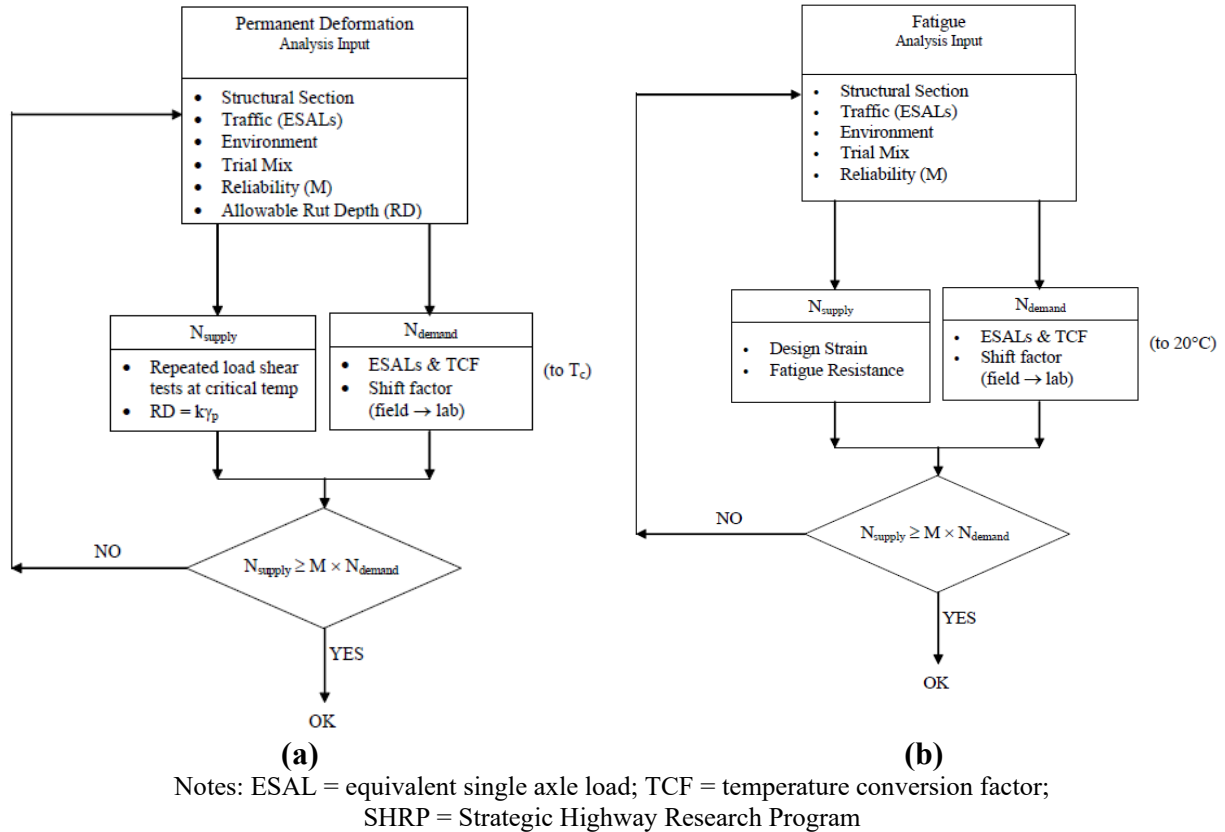 Permanent Deformation
Analysis Input
• Structural Section
• Traffic (ESALs)
• Environment
• Trial Mix
• Reliability (M)
• Allowable Rut Depth (RD)
Nsupply
• Repeated load shear
tests at critical temp
• RD = kγp
Ndemand
• ESALs & TCF
• Shift factor
(field → lab)
(to Tc)
NO
Nsupply ≥ M × Ndemand
YES
OK
(a)
Fatigue
Analysis Input
• Structural Section
• Traffic (ESALs)
• Environment
• Trial Mix
• Reliability (M)
Nsupply
• Design Strain
• Fatigue Resistance
Ndemand
• ESALs & TCF
• Shift factor
(field → lab)
(to 20°C)
NO
Nsupply ≥ M × Ndemand
YES
OK
(b)
Notes: ESAL = equivalent single axle load; TCF = temperature conversion factor;
SHRP = Strategic Highway Research Program